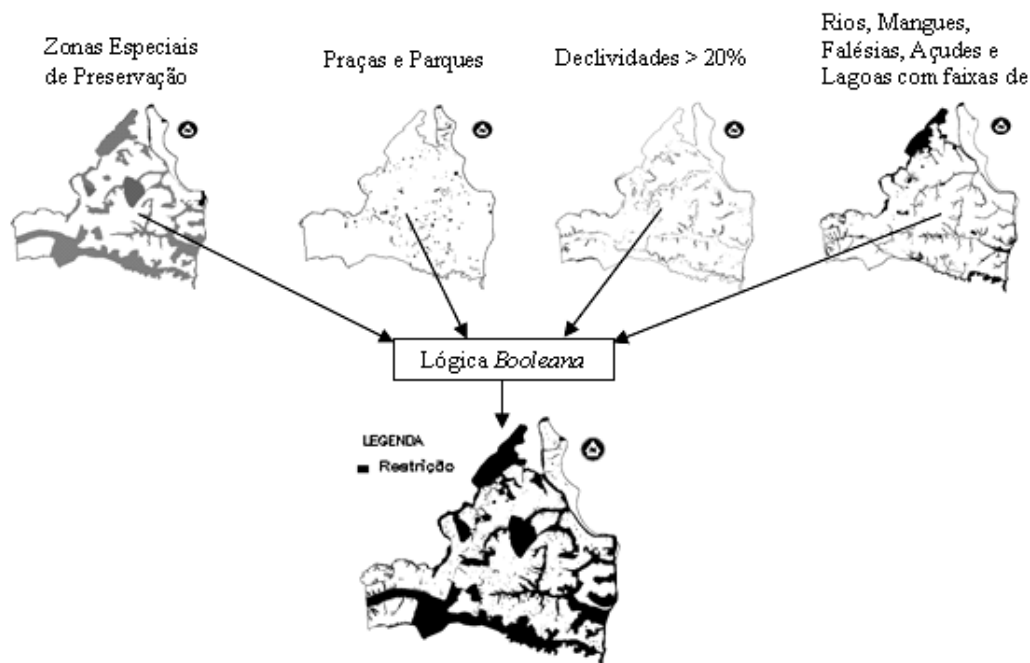 Zonas Especiais
de Preservação
Praças e Parques
Declividades > 20%
Rios, Mangues,
Falésias, Açudes e
Lagoas com faixas de
Lógica Booleana
LEGENDA
Restrição